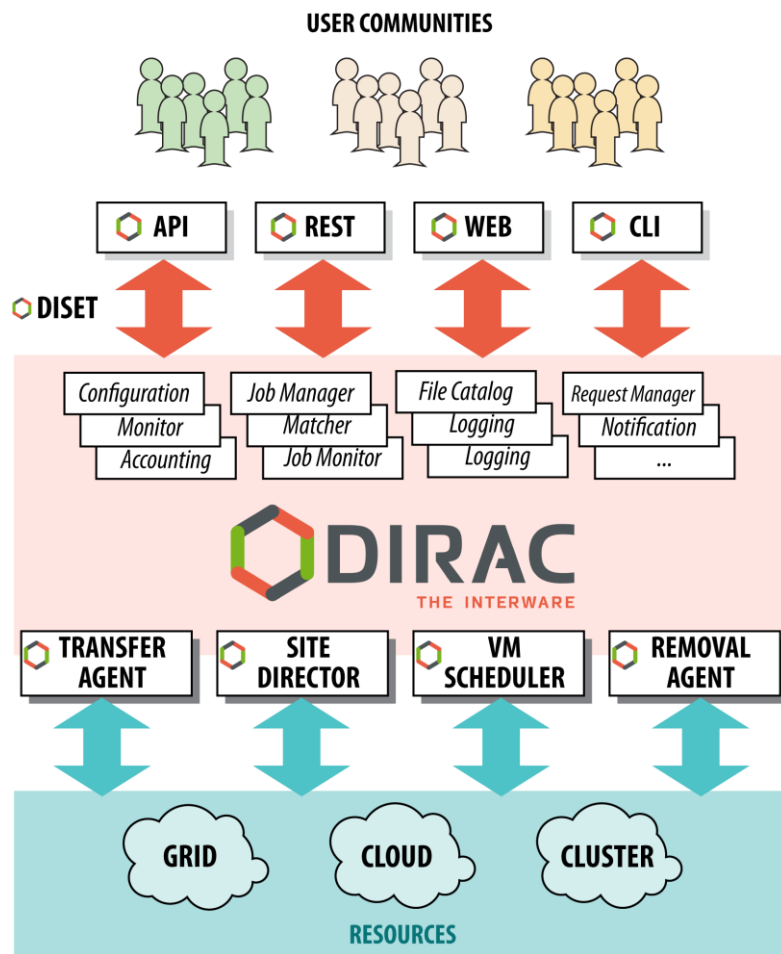 USER COMMUNITIES
API
REST
WEB
CLI
DISET
Configuration
Monitor
Accounting
Job Manager
Matcher
Job Monitor
File Catalog
Logging
Logging
Request Manager
Notification
...
DIRAC
THE INTERWARE
TRANSFER
AGENT
SITE
DIRECTOR
VM
SCHEDULER
REMOVAL
AGENT
GRID
CLOUD
CLUSTER
RESOURCES